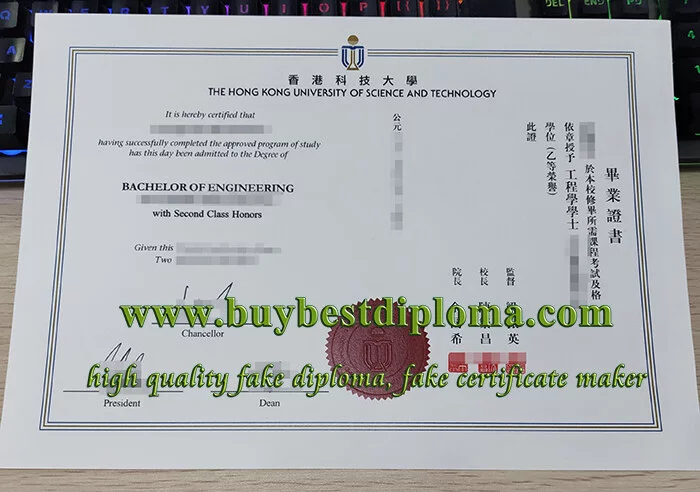 香港科技大學
THE HONG KONG UNIVERSITY OF SCIENCE AND TECHNOLOGY
It is hereby certified that
having successfully completed the approved program of study
has this day been admitted to the Degree of
BACHELOR OF ENGINEERING
with Second Class Honors
Given this
Two
畢業證書
於本校修畢所需課程考試及格
依章授予工程學學士
學位(乙等榮譽)
此證
公元
監督 英
校長 昌
院長 希
www.buybestdiploma.com
Chancellor
high quality fake diploma, fake certificate maker
President
Dean